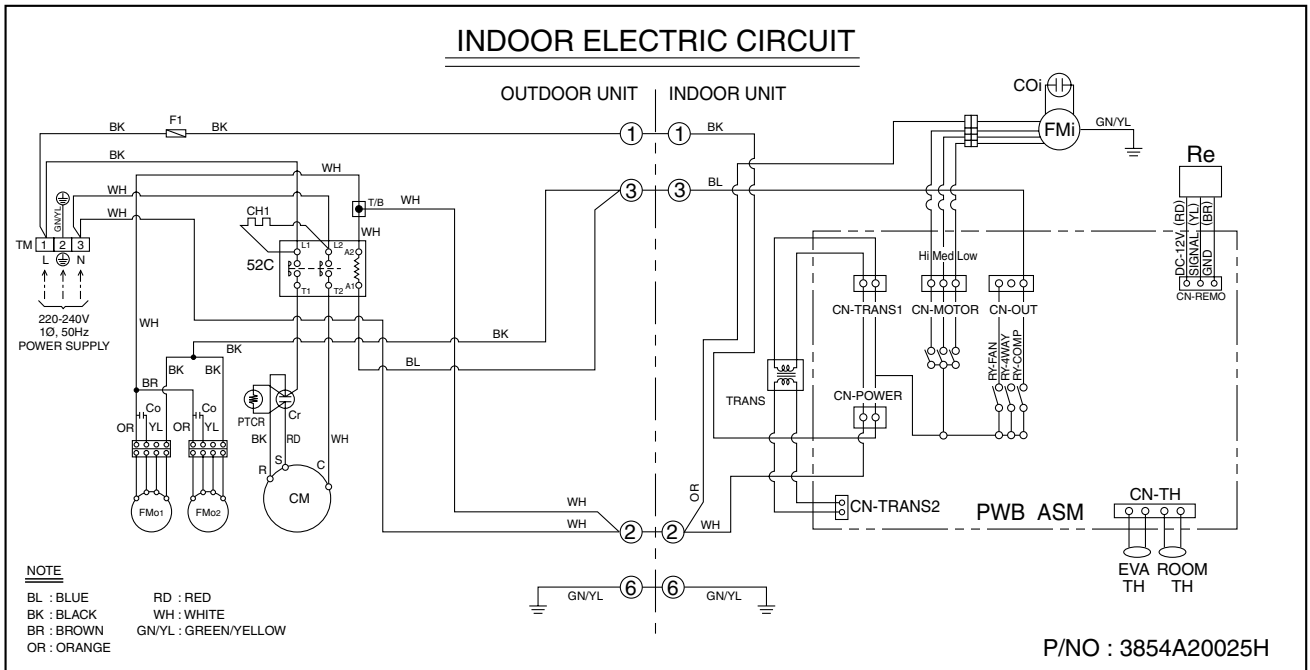 INDOOR ELECTRIC CIRCUIT
OUTDOOR UNIT
INDOOR UNIT
BK
F1
BK
1
1
BK
COi
FMi
GN/YL
Re
DC-12V (RD)
SIGNAL (YL)
GND (BR)
CN-REMO
BK
WH
WH
GN/YL
WH
T/B
WH
3
3
BL
CH1
WH
TM
1
2
3
L
N
52C
L1
L2
A2
T1
T2
A1
220-240V
1Ø, 50Hz
POWER SUPPLY
WH
BK
BK
BK
BK
BL
BR
Co
Co
OR
YL
OR
YL
FMo1
FMo2
PTCR
Cr
BK
RD
WH
R
S
C
CM
Hi Med Low
CN-TRANS1
CN-MOTOR
CN-OUT
RY-FAN
RY-4WAY
RY-COMP
TRANS
CN-POWER
OR
WH
WH
2
2
WH
CN-TRANS2
PWB ASM
CN-TH
EVA TH
ROOM TH
GN/YL
6
6
GN/YL
NOTE
BL : BLUE
BK : BLACK
BR : BROWN
OR : ORANGE
RD : RED
WH : WHITE
GN/YL : GREEN/YELLOW
P/NO : 3854A20025H